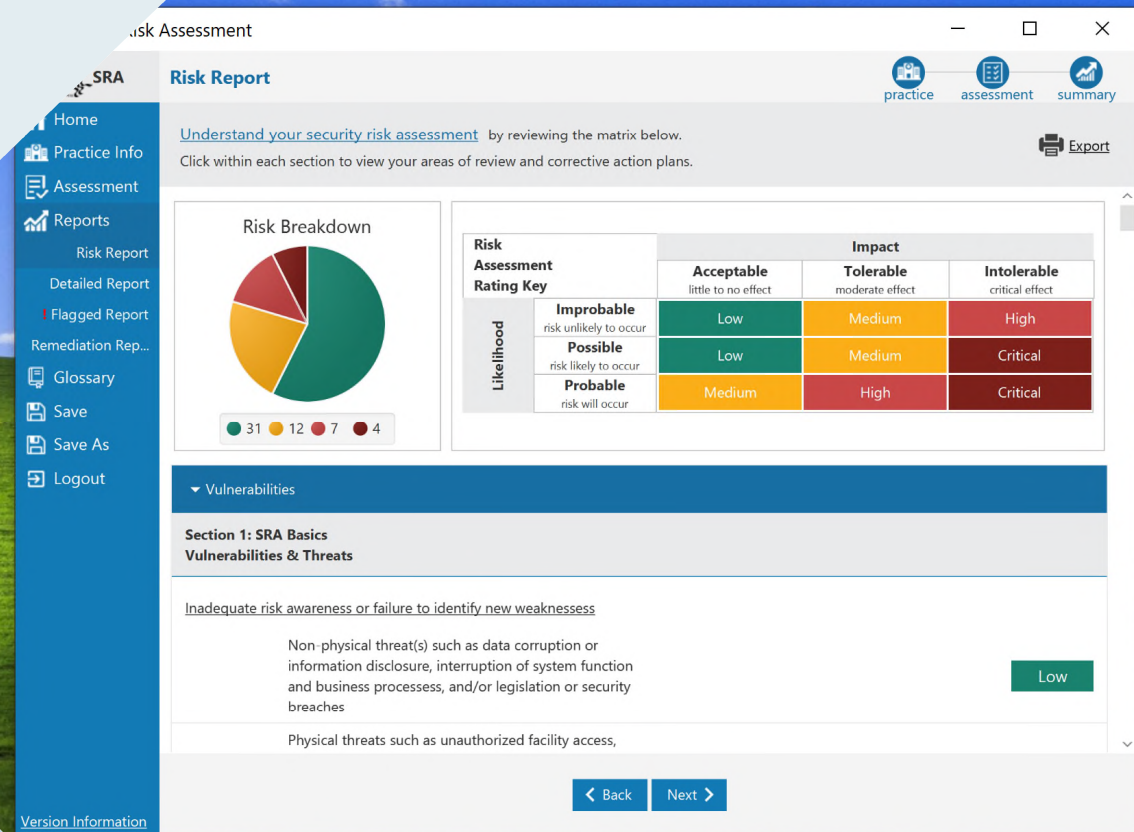 Assessment
SRA
Risk Report
practice
assessment
summary
Home
Practice Info
Assessment
Reports
Risk Report
Detailed Report
! Flagged Report
Remediation Rep...
Glossary
Save
Save As
Logout
Version Information
Understand your security risk assessment by reviewing the matrix below.
Click within each section to view your areas of review and corrective action plans.
Export
Risk Breakdown
31 12 7 4
Risk
Assessment
Rating Key
Impact
Acceptable
little to no effect
Tolerable
moderate effect
Intolerable
critical effect
Likelihood
Improbable
risk unlikely to occur
Low
Medium
High
Possible
risk likely to occur
Low
Medium
Critical
Probable
risk will occur
Medium
High
Critical
Vulnerabilities
Section 1: SRA Basics
Vulnerabilities & Threats
Inadequate risk awareness or failure to identify new weaknessess
Non-physical threat(s) such as data corruption or
information disclosure, interruption of system function
and business processess, and/or legislation or security
breaches
Low
Physical threats such as unauthorized facility access,
Back
Next